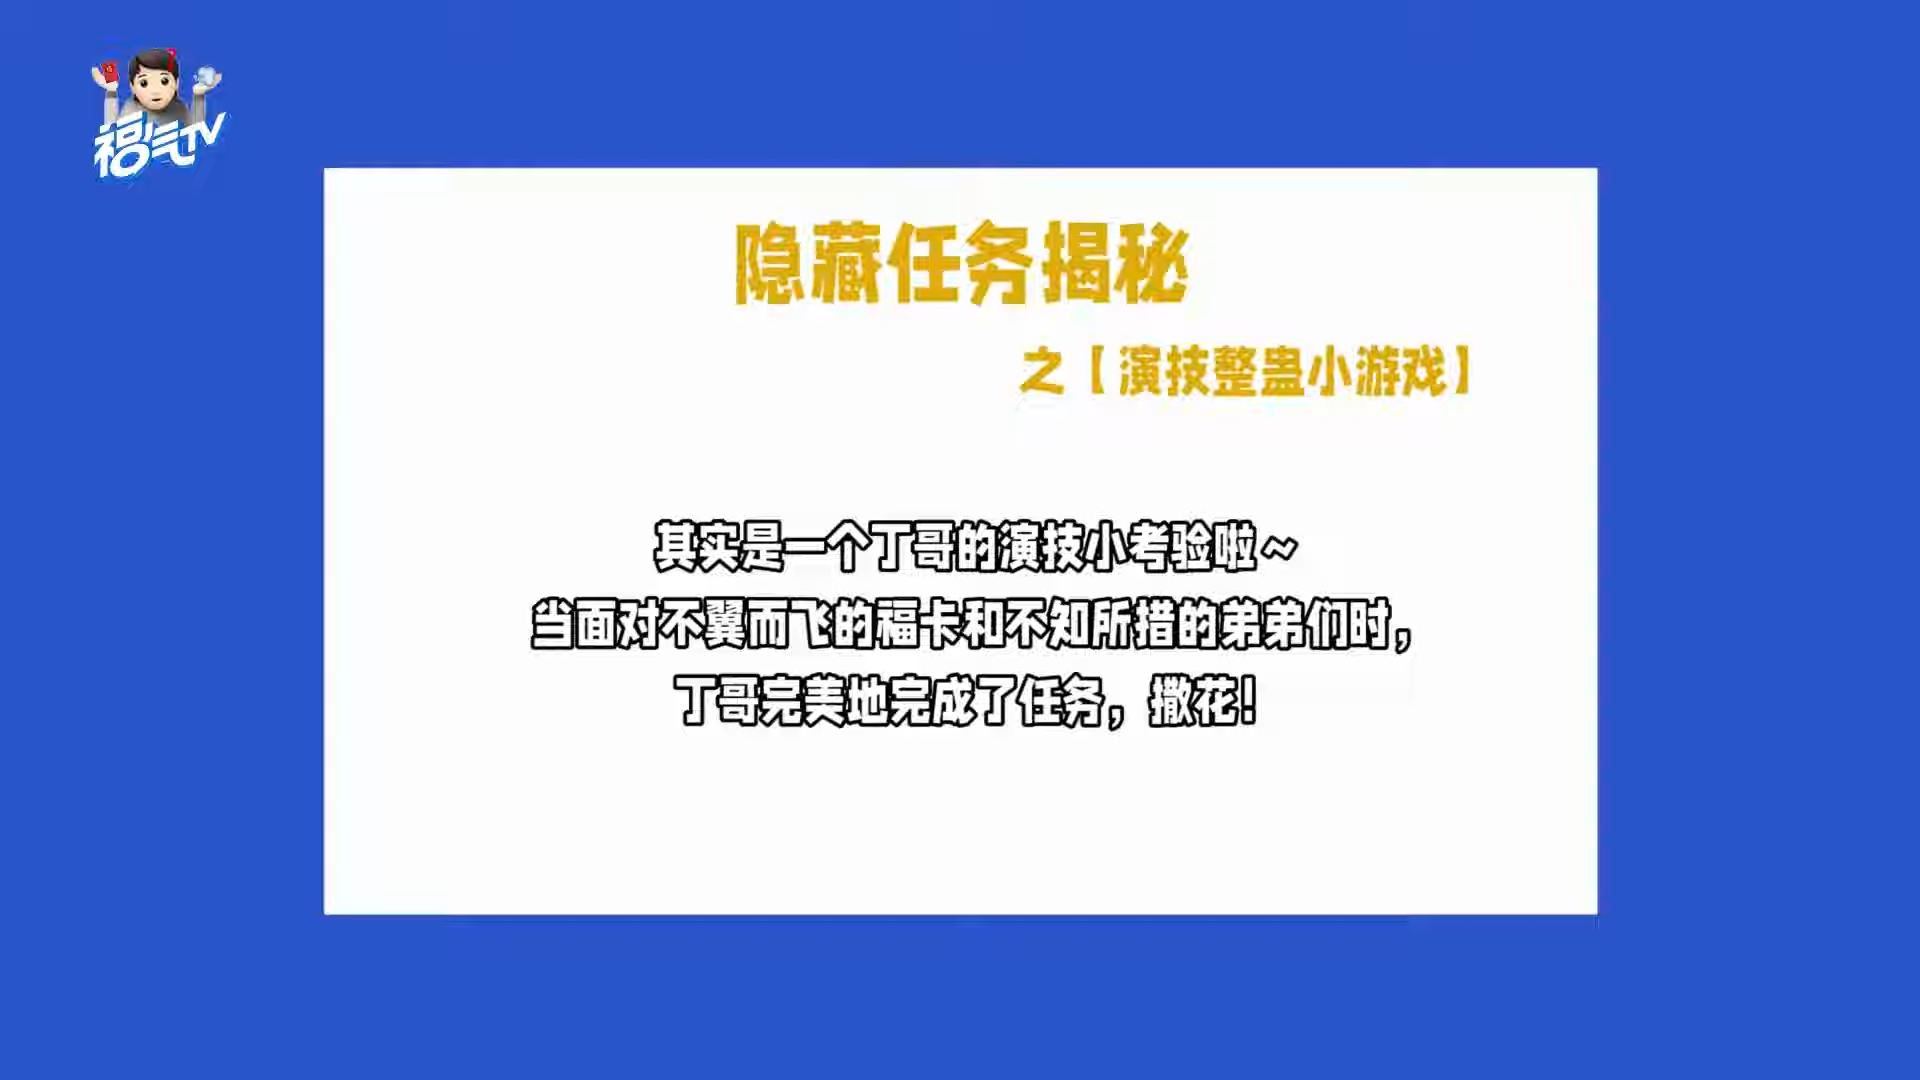 福气TV
隐藏任务揭秘
之【演技整蛊小游戏】
其实是一个丁哥的演技小考验啦~
当面对不翼而飞的福卡和不知所措的弟弟们时，
丁哥完美地完成了任务，撒花！